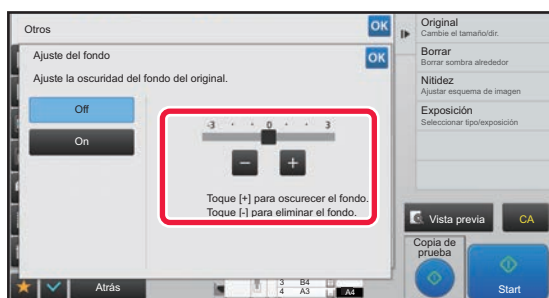 Otros
OK
Ajuste del fondo
OK
Ajuste la oscuridad del fondo del original.
Off
On
-3 0 3
Toque [+] para oscurecer el fondo.
Toque [-] para eliminar el fondo.
Atrás
3 B4
4 A3
A4
Original
Cambie el tamaño/dir.
Borrar
Borrar sombra alrededor
Nitidez
Ajustar esquema de imagen
Exposición
Seleccionar tipo/exposición
Vista previa
CA
Copia de
prueba
Start